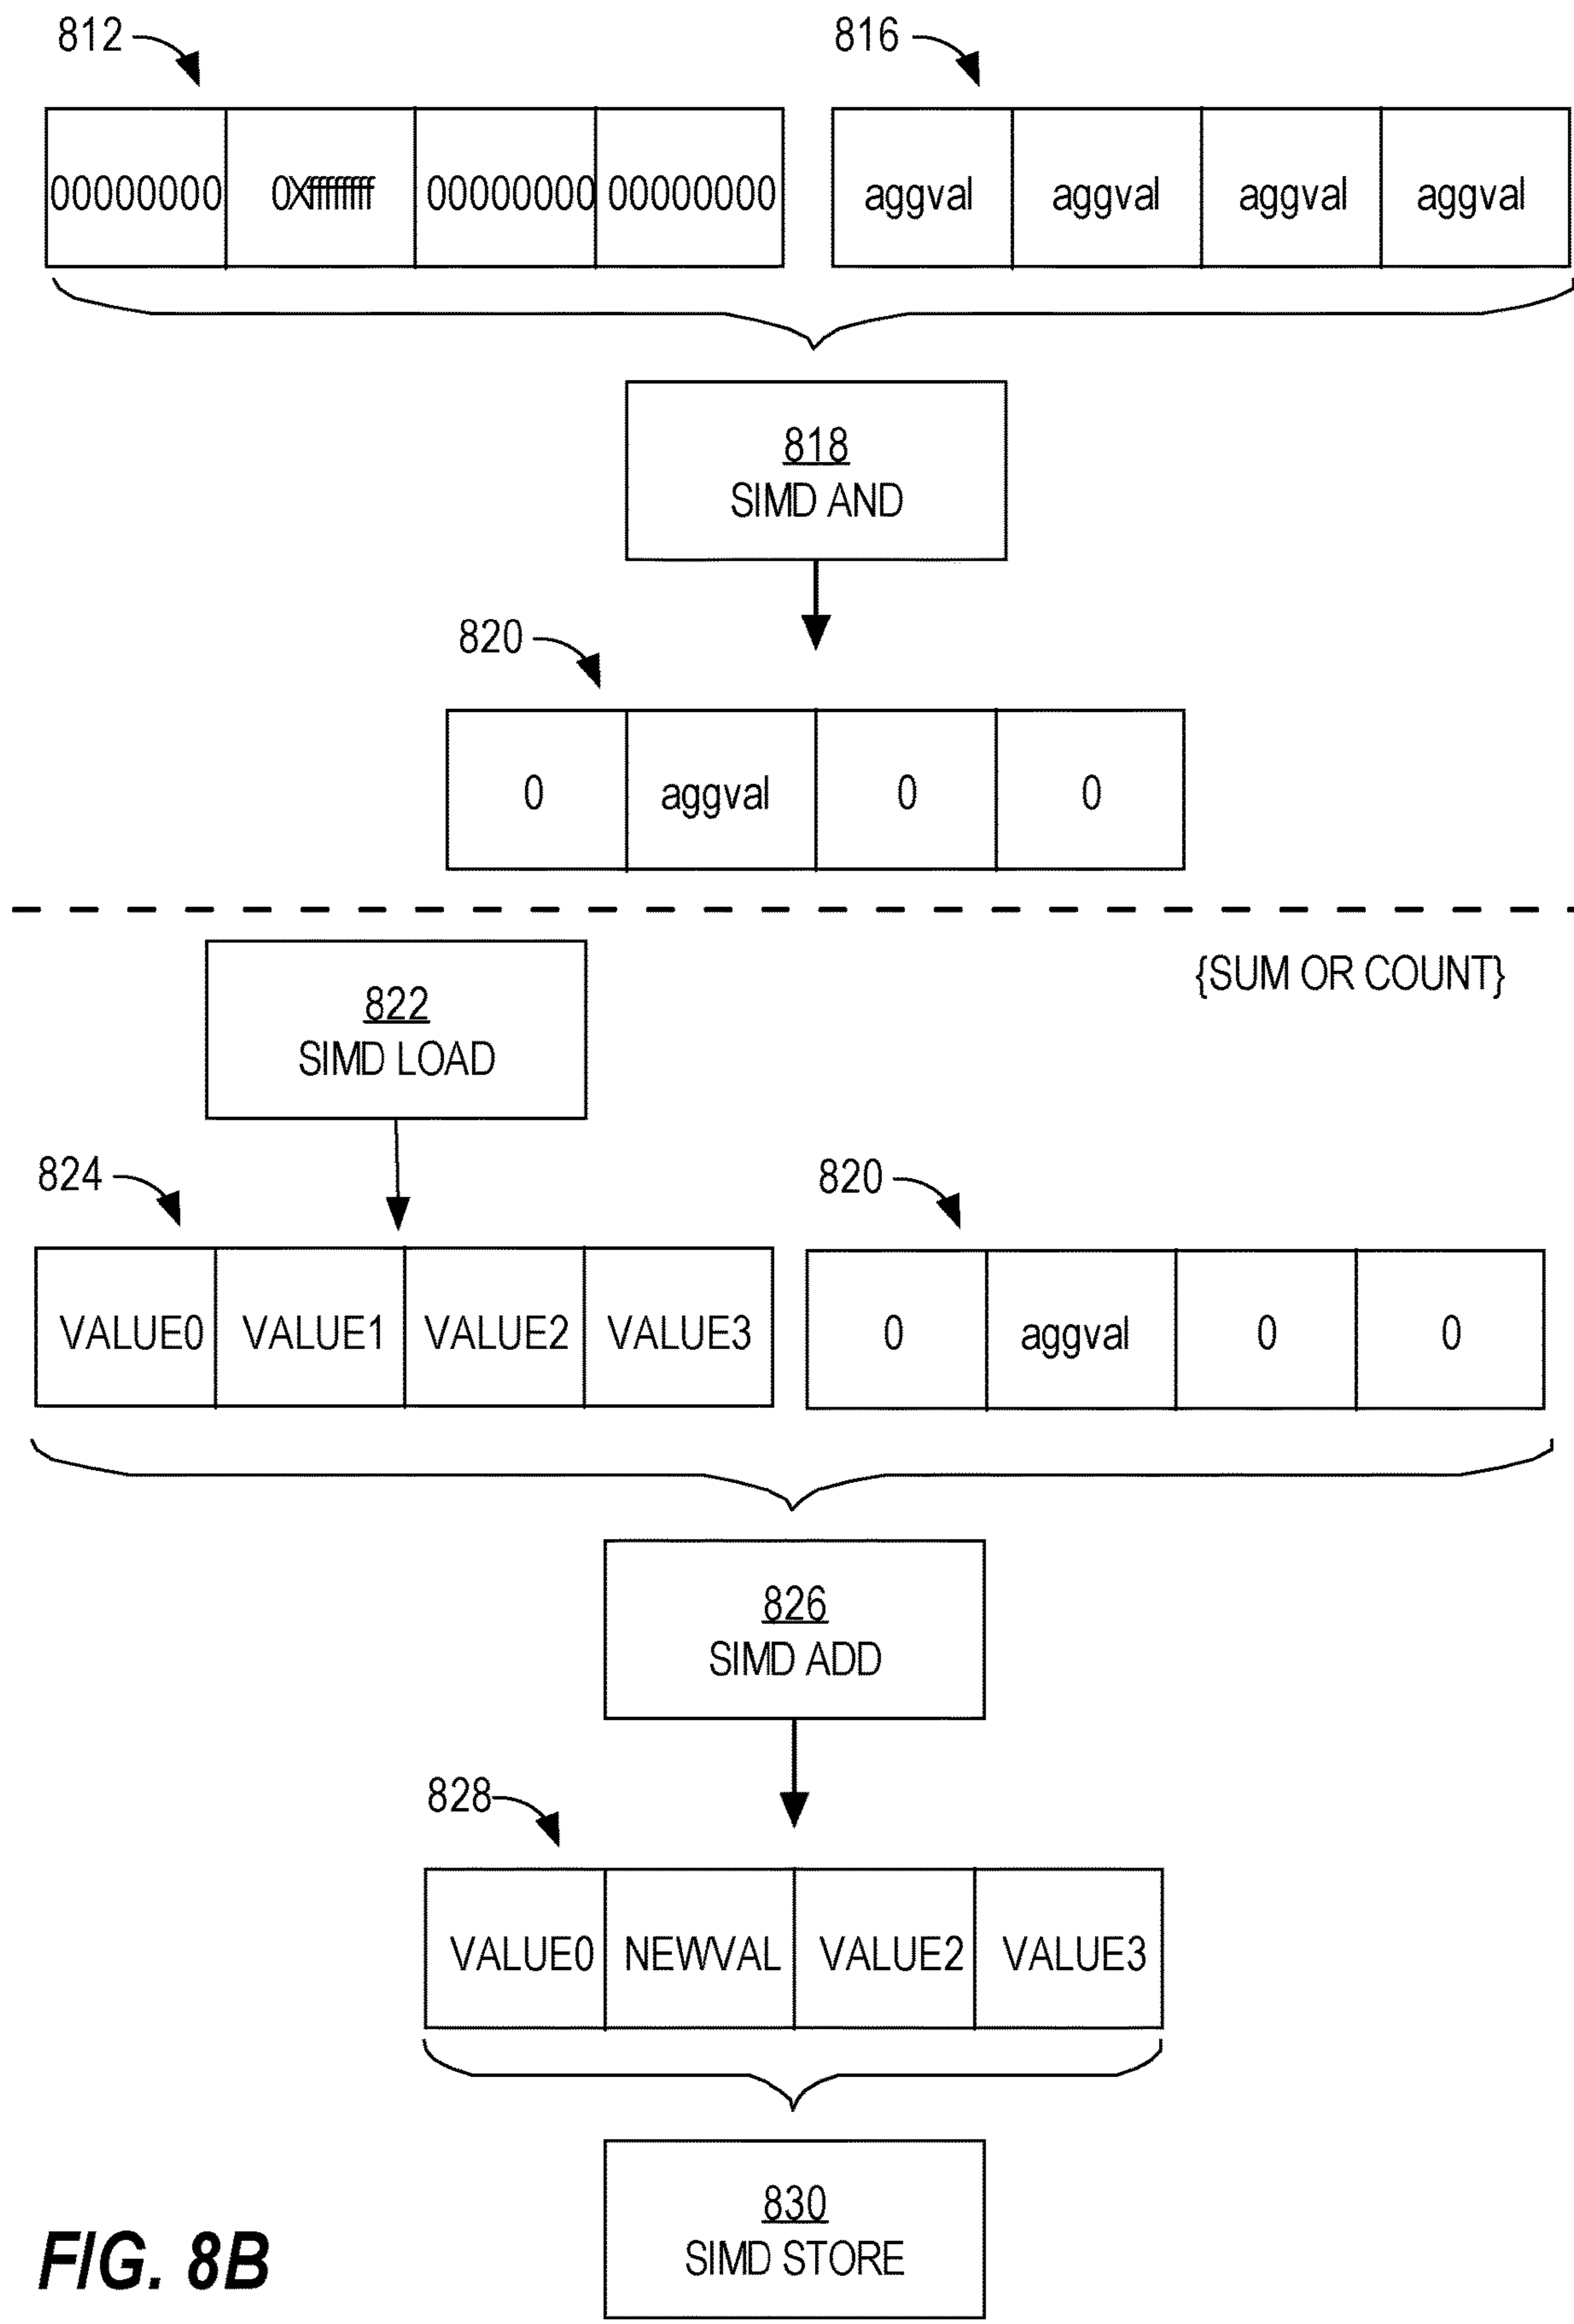 812
816
00000000 0Xffffffff 00000000 00000000
aggval aggval aggval aggval
818
SIMD AND
820
0 aggval 0 0
822
SIMD LOAD
{SUM OR COUNT}
824
820
VALUE0 VALUE1 VALUE2 VALUE3
0 aggval 0 0
826
SIMD ADD
828
VALUE0 NEWVAL VALUE2 VALUE3
830
SIMD STORE
FIG. 8B